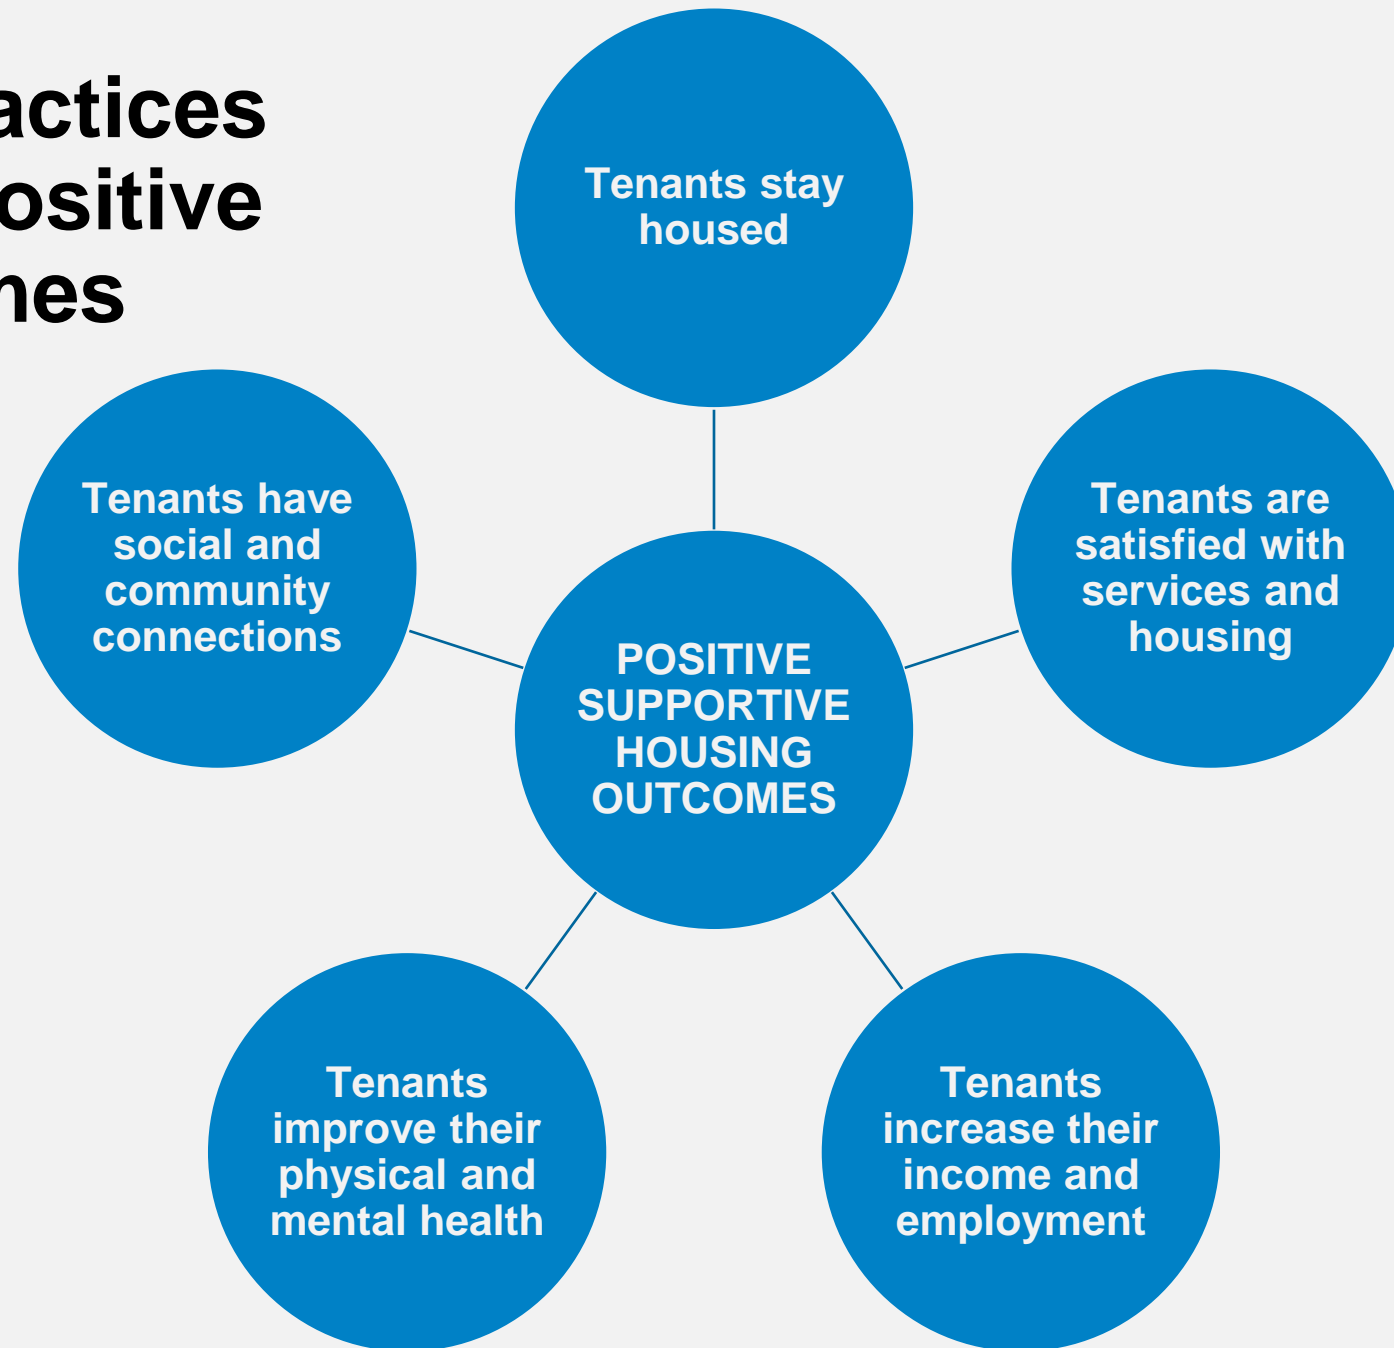 actices
ositive
nes
Tenants stay
housed
Tenants have
social and
community
connections
Tenants are
satisfied with
services and
housing
POSITIVE
SUPPORTIVE
HOUSING
OUTCOMES
Tenants
improve their
physical and
mental health
Tenants
increase their
income and
employment